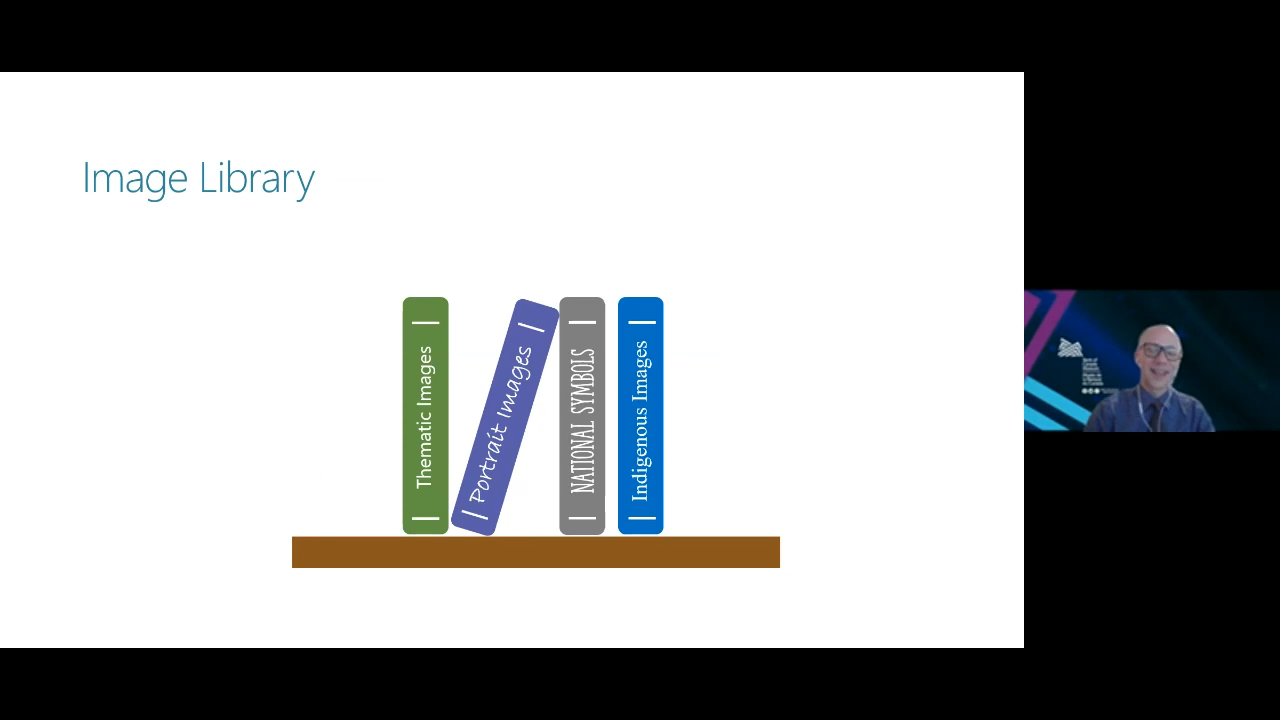 Image Library
Thematic Images
Portrait Images
NATIONAL SYMBOLS
Indigenous Images